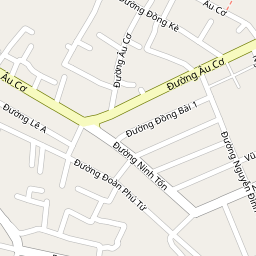 Âu Cơ
Đường Đồng Kè
Đường Âu Cơ
Âu Cơ
Đường Âu Cơ
Đường Lê A
Đường Đồng Bài 1
Đường Ninh Tốn
Đường Đoàn Phú Tứ
Đường Nguyễn Đình
Vũ